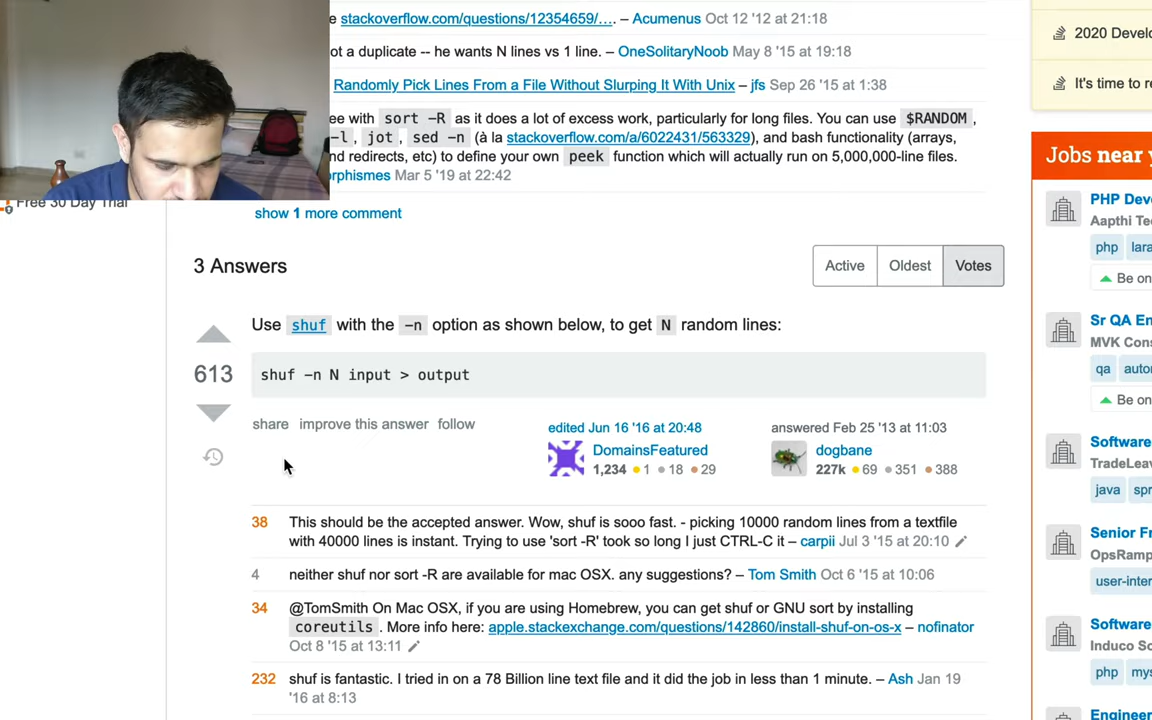 e stackoverflow.com/questions/12354659/…. – Acumenus Oct 12 '12 at 21:18
ot a duplicate -- he wants N lines vs 1 line. – OneSolitaryNoob May 8 '15 at 19:18
Randomly Pick Lines From a File Without Slurping It With Unix – jfs Sep 26 '15 at 1:38
ee with sort -R as it does a lot of excess work, particularly for long files. You can use $RANDOM ,
-l , jot , sed -n (à la stackoverflow.com/a/6022431/563329), and bash functionality (arrays,
nd redirects, etc) to define your own peek function which will actually run on 5,000,000-line files.
rphismes Mar 5 '19 at 22:42
Free 30 Day Trial
show 1 more comment
3 Answers
Active Oldest Votes
Use shuf with the -n option as shown below, to get N random lines:
613
shuf -n N input > output
share improve this answer follow
edited Jun 16 '16 at 20:48
DomainsFeatured
1,234 1 18 29
answered Feb 25 '13 at 11:03
dogbane
227k 69 351 388
38 This should be the accepted answer. Wow, shuf is sooo fast. - picking 10000 random lines from a textfile
with 40000 lines is instant. Trying to use 'sort -R' took so long I just CTRL-C it – carpii Jul 3 '15 at 20:10
4 neither shuf nor sort -R are available for mac OSX. any suggestions? – Tom Smith Oct 6 '15 at 10:06
34 @TomSmith On Mac OSX, if you are using Homebrew, you can get shuf or GNU sort by installing
coreutils . More info here: apple.stackexchange.com/questions/142860/install-shuf-on-os-x – nofinator
Oct 8 '15 at 13:11
232 shuf is fantastic. I tried in on a 78 Billion line text file and it did the job in less than 1 minute. – Ash Jan 19
'16 at 8:13
2020 Develo
It's time to re
Jobs near y
PHP Deve
Aapthi Te
php lara
Be on
Sr QA En
MVK Cons
qa autor
Be on
Software
TradeLeav
java spr
Senior Fr
OpsRamp
user-inter
Software
Induco So
php mys
Engineer